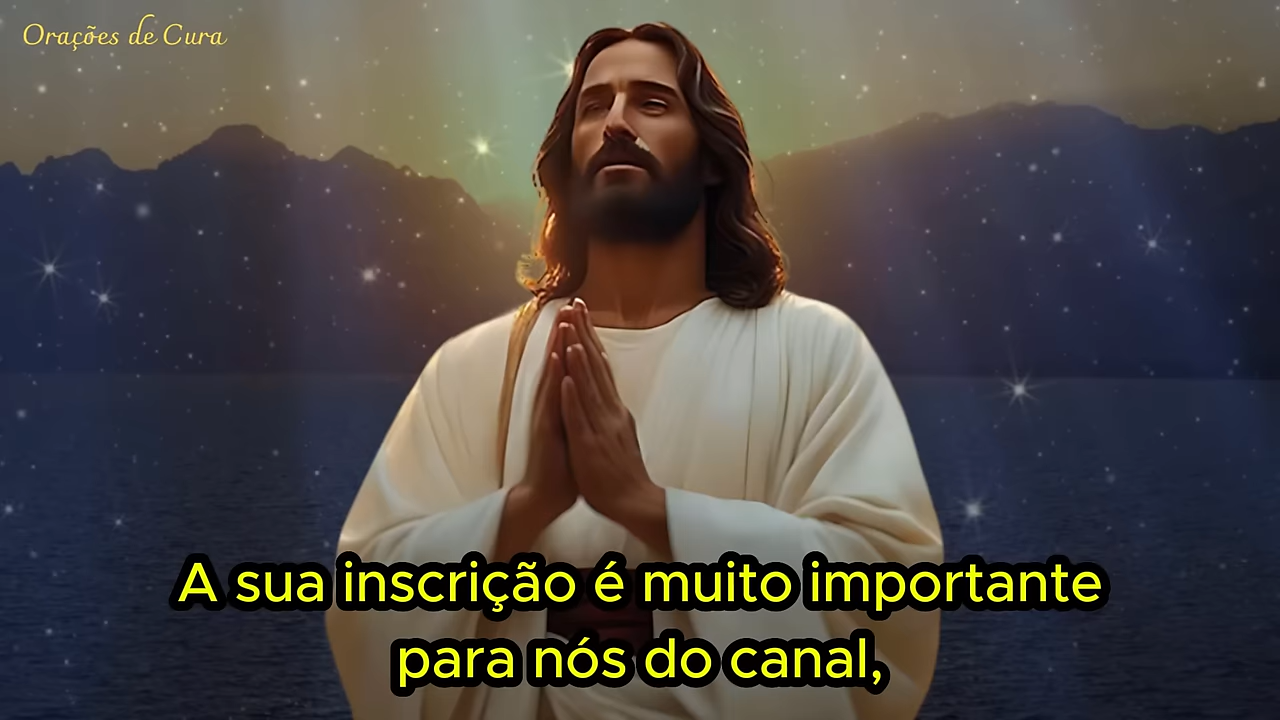 Orações de Cura
A sua inscrição é muito importante
para nós do canal,